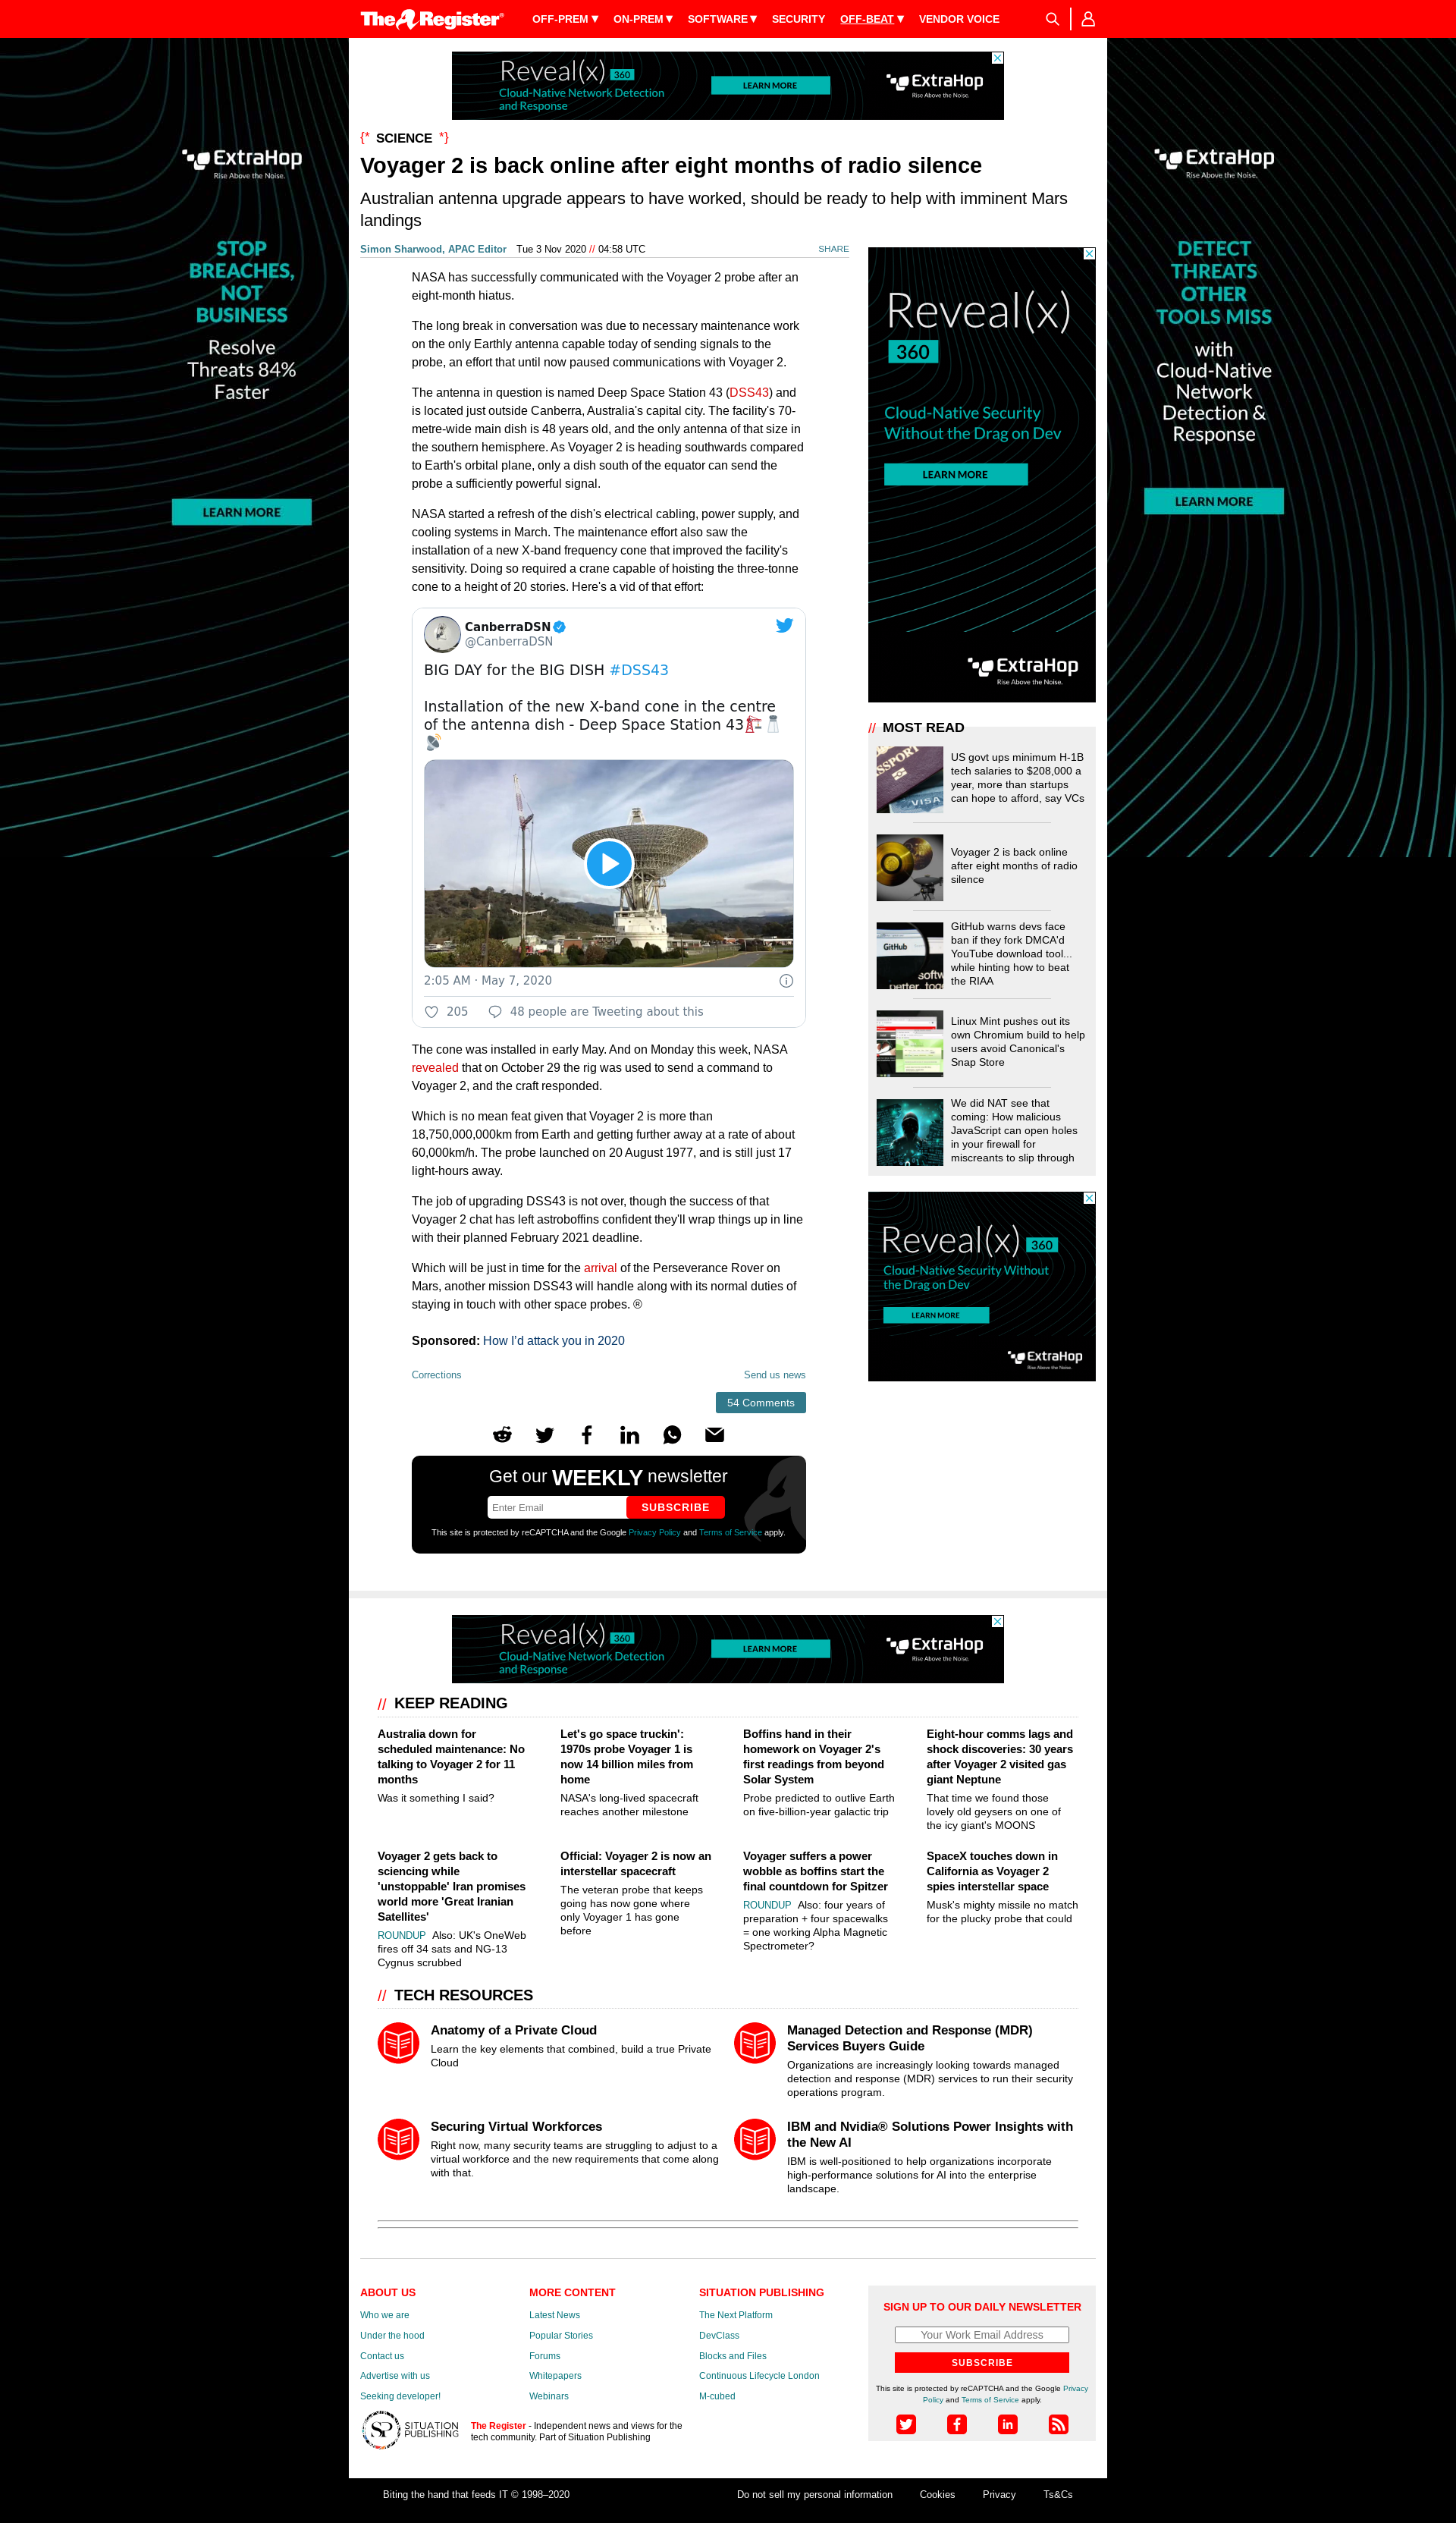 The Register®
OFF-PREM ▼
ON-PREM ▼
SOFTWARE ▼
SECURITY
OFF-BEAT ▼
VENDOR VOICE
Reveal(x) 360
Cloud-Native Network Detection
and Response
LEARN MORE
ExtraHop
Rise Above the Noise.
ExtraHop
Rise Above the Noise.
STOP
BREACHES,
NOT
BUSINESS
Resolve
Threats 84%
Faster
LEARN MORE
ExtraHop
Rise Above the Noise.
DETECT
THREATS
OTHER
TOOLS MISS
with
Cloud-Native
Network
Detection &
Response
LEARN MORE
{* SCIENCE *}
Voyager 2 is back online after eight months of radio silence
Australian antenna upgrade appears to have worked, should be ready to help with imminent Mars
landings
Simon Sharwood, APAC Editor Tue 3 Nov 2020 // 04:58 UTC
SHARE
NASA has successfully communicated with the Voyager 2 probe after an
eight-month hiatus.
The long break in conversation was due to necessary maintenance work
on the only Earthly antenna capable today of sending signals to the
probe, an effort that until now paused communications with Voyager 2.
The antenna in question is named Deep Space Station 43 (DSS43) and
is located just outside Canberra, Australia's capital city. The facility's 70-
metre-wide main dish is 48 years old, and the only antenna of that size in
the southern hemisphere. As Voyager 2 is heading southwards compared
to Earth's orbital plane, only a dish south of the equator can send the
probe a sufficiently powerful signal.
NASA started a refresh of the dish's electrical cabling, power supply, and
cooling systems in March. The maintenance effort also saw the
installation of a new X-band frequency cone that improved the facility's
sensitivity. Doing so required a crane capable of hoisting the three-tonne
cone to a height of 20 stories. Here's a vid of that effort:
CanberraDSN
@CanberraDSN
BIG DAY for the BIG DISH #DSS43
Installation of the new X-band cone in the centre
of the antenna dish - Deep Space Station 43
2:05 AM · May 7, 2020
205
48 people are Tweeting about this
The cone was installed in early May. And on Monday this week, NASA
revealed that on October 29 the rig was used to send a command to
Voyager 2, and the craft responded.
Which is no mean feat given that Voyager 2 is more than
18,750,000,000km from Earth and getting further away at a rate of about
60,000km/h. The probe launched on 20 August 1977, and is still just 17
light-hours away.
The job of upgrading DSS43 is not over, though the success of that
Voyager 2 chat has left astroboffins confident they'll wrap things up in line
with their planned February 2021 deadline.
Which will be just in time for the arrival of the Perseverance Rover on
Mars, another mission DSS43 will handle along with its normal duties of
staying in touch with other space probes. ®
Sponsored: How I'd attack you in 2020
Corrections
Send us news
54 Comments
Get our WEEKLY newsletter
Enter Email
SUBSCRIBE
This site is protected by reCAPTCHA and the Google Privacy Policy and Terms of Service apply.
Reveal(x)
360
Cloud-Native Security
Without the Drag on Dev
LEARN MORE
ExtraHop
Rise Above the Noise.
// MOST READ
PASSPORT
VISA
US govt ups minimum H-1B
tech salaries to $208,000 a
year, more than startups
can hope to afford, say VCs
Voyager 2 is back online
after eight months of radio
silence
GitHub
GitHub warns devs face
ban if they fork DMCA'd
YouTube download tool...
while hinting how to beat
the RIAA
Linux Mint pushes out its
own Chromium build to help
users avoid Canonical's
Snap Store
We did NAT see that
coming: How malicious
JavaScript can open holes
in your firewall for
miscreants to slip through
Reveal(x) 360
Cloud-Native Security Without
the Drag on Dev
LEARN MORE
ExtraHop
Rise Above the Noise.
Reveal(x) 360
Cloud-Native Network Detection
and Response
LEARN MORE
ExtraHop
Rise Above the Noise.
// KEEP READING
Australia down for
scheduled maintenance: No
talking to Voyager 2 for 11
months
Was it something I said?
Let's go space truckin':
1970s probe Voyager 1 is
now 14 billion miles from
home
NASA's long-lived spacecraft
reaches another milestone
Boffins hand in their
homework on Voyager 2's
first readings from beyond
Solar System
Probe predicted to outlive Earth
on five-billion-year galactic trip
Eight-hour comms lags and
shock discoveries: 30 years
after Voyager 2 visited gas
giant Neptune
That time we found those
lovely old geysers on one of
the icy giant's MOONS
Voyager 2 gets back to
sciencing while
'unstoppable' Iran promises
world more 'Great Iranian
Satellites'
ROUNDUP Also: UK's OneWeb
fires off 34 sats and NG-13
Cygnus scrubbed
Official: Voyager 2 is now an
interstellar spacecraft
The veteran probe that keeps
going has now gone where
only Voyager 1 has gone
before
Voyager suffers a power
wobble as boffins start the
final countdown for Spitzer
ROUNDUP Also: four years of
preparation + four spacewalks
= one working Alpha Magnetic
Spectrometer?
SpaceX touches down in
California as Voyager 2
spies interstellar space
Musk's mighty missile no match
for the plucky probe that could
// TECH RESOURCES
Anatomy of a Private Cloud
Learn the key elements that combined, build a true Private
Cloud
Managed Detection and Response (MDR)
Services Buyers Guide
Organizations are increasingly looking towards managed
detection and response (MDR) services to run their security
operations program.
Securing Virtual Workforces
Right now, many security teams are struggling to adjust to a
virtual workforce and the new requirements that come along
with that.
IBM and Nvidia® Solutions Power Insights with
the New AI
IBM is well-positioned to help organizations incorporate
high-performance solutions for AI into the enterprise
landscape.
ABOUT US
Who we are
Under the hood
Contact us
Advertise with us
Seeking developer!
MORE CONTENT
Latest News
Popular Stories
Forums
Whitepapers
Webinars
SITUATION PUBLISHING
The Next Platform
DevClass
Blocks and Files
Continuous Lifecycle London
M-cubed
SIGN UP TO OUR DAILY NEWSLETTER
Your Work Email Address
SUBSCRIBE
This site is protected by reCAPTCHA and the Google Privacy
Policy and Terms of Service apply.
SP SITUATION
PUBLISHING
The Register - Independent news and views for the
tech community. Part of Situation Publishing
Biting the hand that feeds IT © 1998–2020
Do not sell my personal information
Cookies
Privacy
Ts&Cs